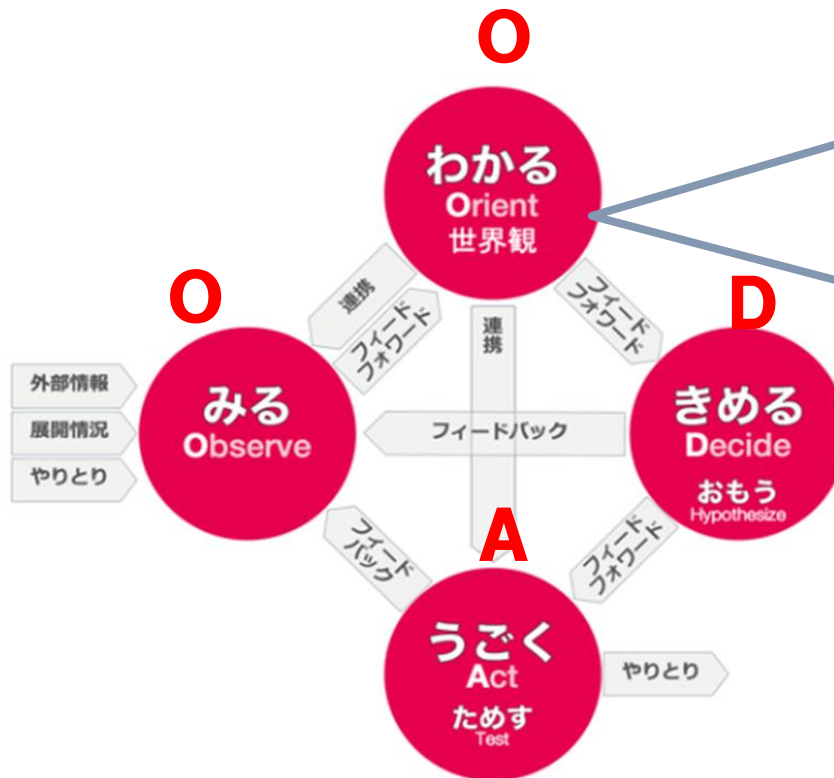 O
わかる
Orient
世界観
連携
フィード
フォワード
フィード
フォワード
O
みる
Observe
外部情報
展開情況
やりとり
連携
フィードバック
D
きめる
Decide
おもう
Hypothesize
フィード
バック
フィード
フォワード
A
うごく
Act
ためす
Test
やりとり